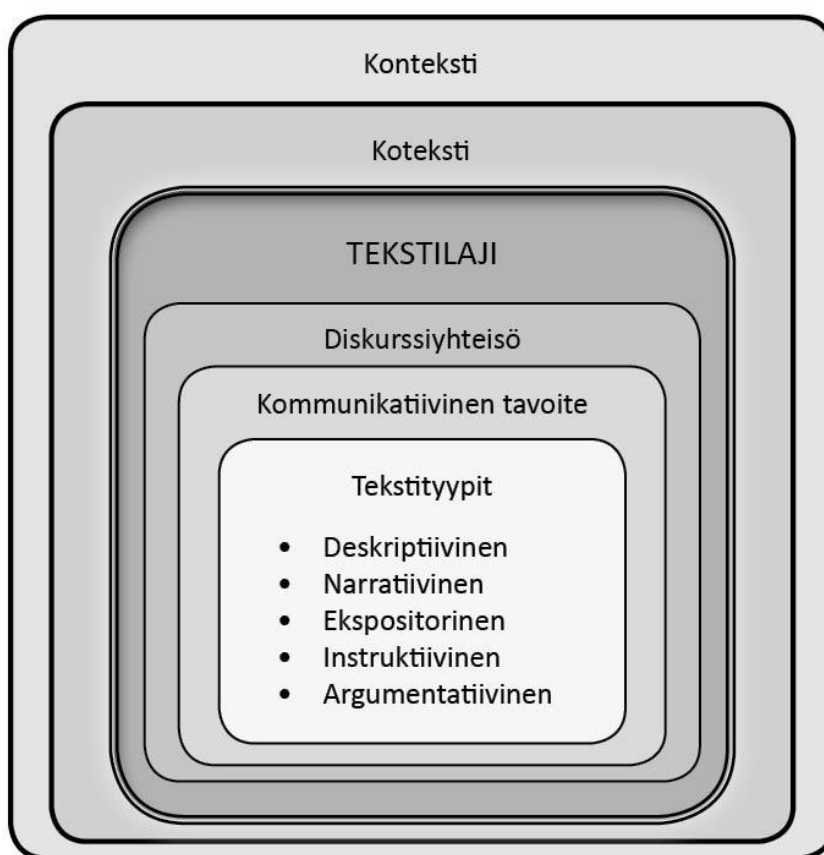 Konteksti
Koteksti
TEKSTILAJI
Diskurssiyhteisö
Kommunikatiivinen tavoite
Tekstityypit
• Deskriptiivinen
• Narratiivinen
• Ekspositorinen
• Instruktiivinen
• Argumentatiivinen